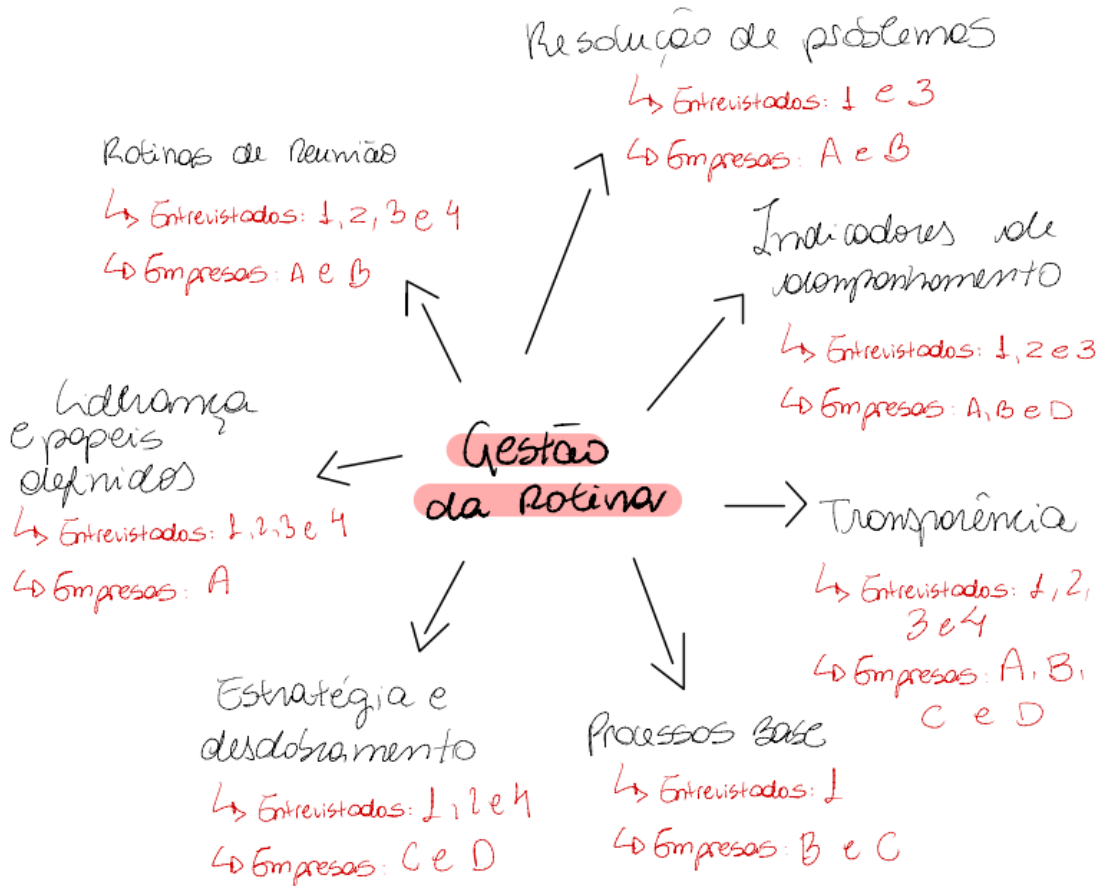 Resolução de problemas
↳ Entrevistados: 1 e 3
↳ Empresas: A e B
Rotinas de Reunião
↳ Entrevistados: 1, 2, 3 e 4
↳ Empresas: A e B
Indicadores de
acompanhamento
↳ Entrevistados: 1, 2 e 3
↳ Empresas: A, B e D
Liderança
e papeis
definidos
↳ Entrevistados: 1, 2, 3 e 4
↳ Empresas: A
Gestão
da Rotina
Transparência
↳ Entrevistados: 1, 2,
3 e 4
↳ Empresas: A, B,
C e D
Estratégia e
desdobramento
↳ Entrevistados: 1, 2 e 4
↳ Empresas: C e D
Processos Base
↳ Entrevistados: 1
↳ Empresas: B e C